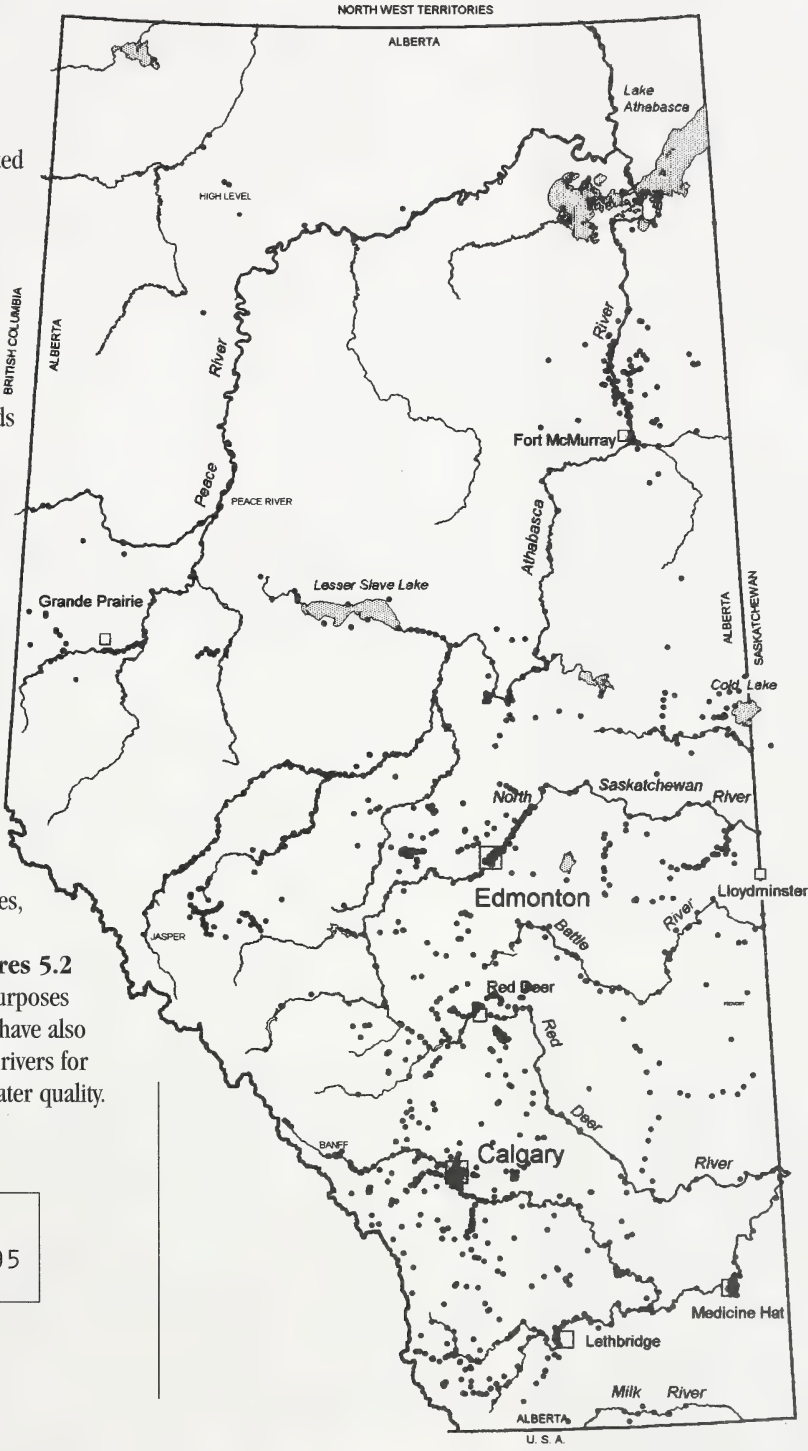 NORTH WEST TERRITORIES
ALBERTA
Lake
Athabasca
HIGH LEVEL
BRITISH COLUMBIA
ALBERTA
River
River
Fort McMurray
Peace
PEACE RIVER
Athabasca
Lesser Slave Lake
Grande Prairie
ALBERTA
SASKATCHEWAN
Cold Lake
North Saskatchewan River
Edmonton
Lloydminster
es,
JASPER
Battle River
res 5.2
Red Deer
urposes
have also
Red
rivers for
ater quality.
Deer
BANFF
Calgary
River
95
Medicine Hat
Lethbridge
Milk River
ALBERTA
U. S. A.